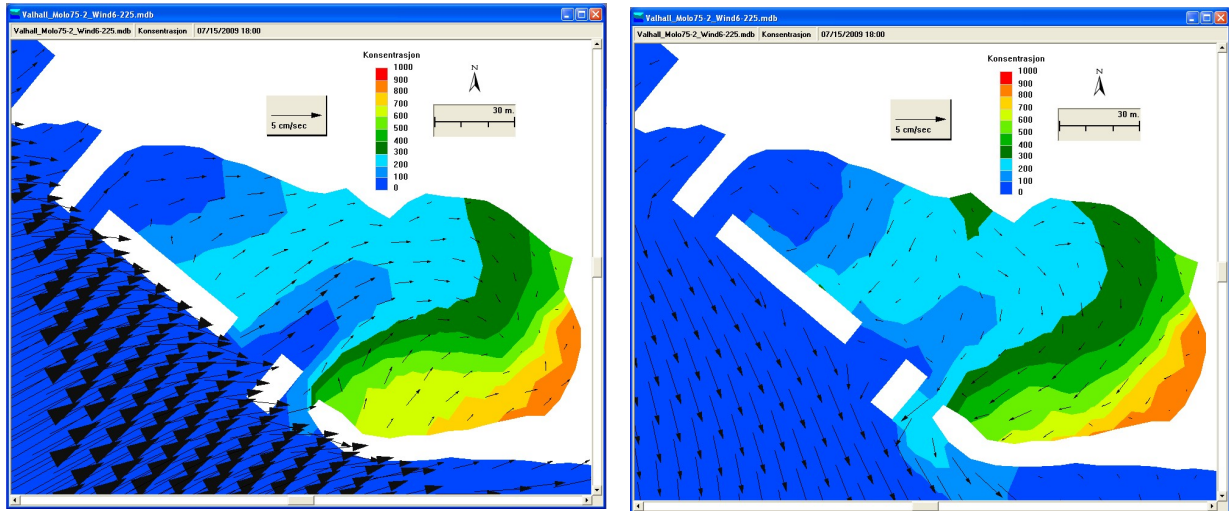 Valhall_Molo75-2_Wind6-225.mdb
Valhall_Molo75-2_Wind6-225.mdb Konsentrasjon 07/15/2009 18:00
Konsentrasjon
1000
900
800
700
600
500
400
300
200
100
0
5 cm/sec
N
30 m.
Valhall_Molo75-2_Wind6-225.mdb
Valhall_Molo75-2_Wind6-225.mdb Konsentrasjon 07/15/2009 18:00
Konsentrasjon
1000
900
800
700
600
500
400
300
200
100
0
5 cm/sec
N
30 m.